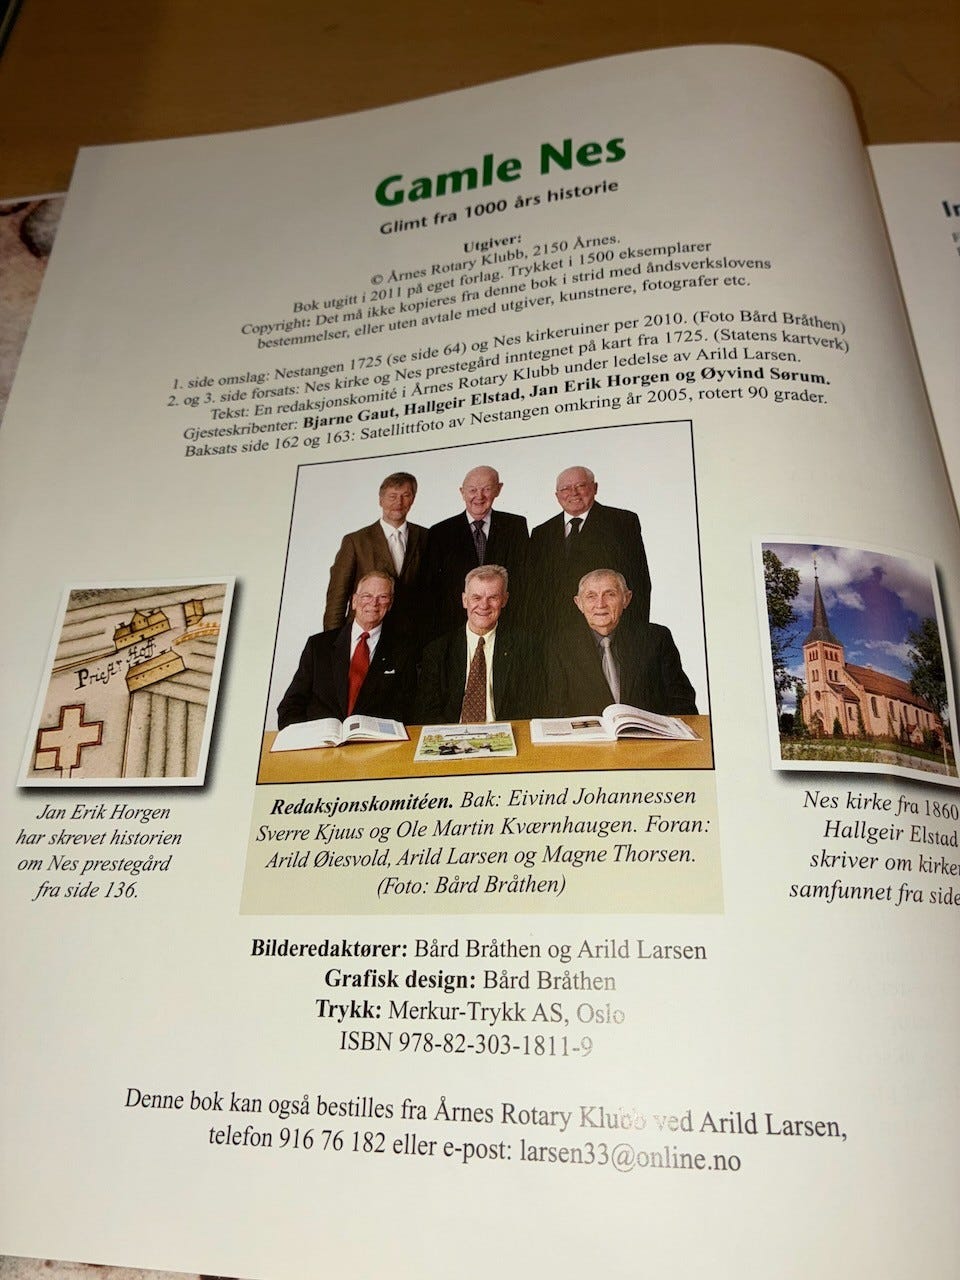 Gamle Nes
Glimt fra 1000 års historie
Utgiver:
© Årnes Rotary Klubb, 2150 Årnes.
Bok utgitt i 2011 på eget forlag. Trykket i 1500 eksemplarer
Copyright: Det må ikke kopieres fra denne bok i strid med åndsverkslovens
bestemmelser, eller uten avtale med utgiver, kunstnere, fotografer etc.
1. side omslag: Nestangen 1725 (se side 64) og Nes kirkeruiner per 2010. (Foto Bård Bråthen)
2. og 3. side forsats: Nes kirke og Nes prestegård inntegnet på kart fra 1725. (Statens kartverk)
Tekst: En redaksjonskomité i Årnes Rotary Klubb under ledelse av Arild Larsen.
Gjesteskribenter: Bjarne Gaut, Hallgeir Elstad, Jan Erik Horgen og Øyvind Sørum.
Baksats side 162 og 163: Satellittfoto av Nestangen omkring år 2005, rotert 90 grader.
Priestr Hoff
Jan Erik Horgen
har skrevet historien
om Nes prestegård
fra side 136.
Redaksjonskomitéen. Bak: Eivind Johannessen
Sverre Kjuus og Ole Martin Kværnhaugen. Foran:
Arild Øiesvold, Arild Larsen og Magne Thorsen.
(Foto: Bård Bråthen)
Nes kirke fra 1860
Hallgeir Elstad
skriver om
samfunnet fra side
Bilderedaktører: Bård Bråthen og Arild Larsen
Grafisk design: Bård Bråthen
Trykk: Merkur-Trykk AS, Oslo
ISBN 978-82-303-1811-9
Denne bok kan også bestilles fra Årnes Rotary Klubb ved Arild Larsen,
telefon 916 76 182 eller e-post: larsen33@online.no